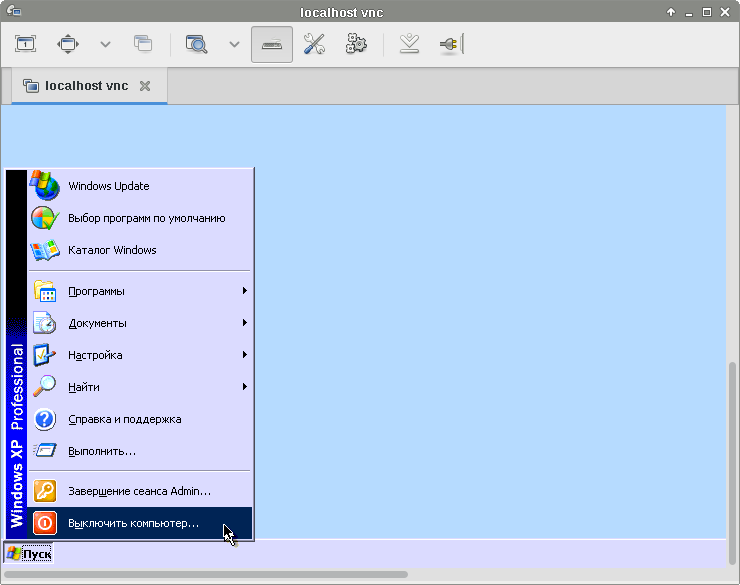 localhost vnc
localhost vnc
Windows Update
Выбор программ по умолчанию
Каталог Windows
Программы
Документы
Настройка
Найти
Справка и поддержка
Выполнить...
Завершение сеанса Admin...
Выключить компьютер...
Windows XP Professional
Пуск